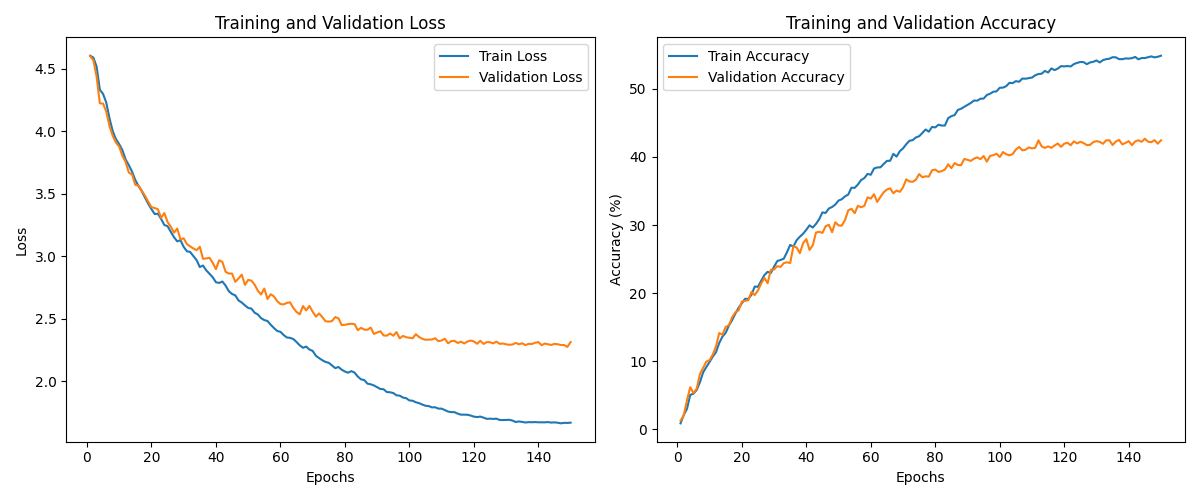 Training and Validation Loss
Train Loss
Validation Loss
4.5
4.0
3.5
3.0
2.5
2.0
Loss
0 20 40 60 80 100 120 140
Epochs
Training and Validation Accuracy
Train Accuracy
Validation Accuracy
50
40
30
20
10
0
Accuracy (%)
0 20 40 60 80 100 120 140
Epochs